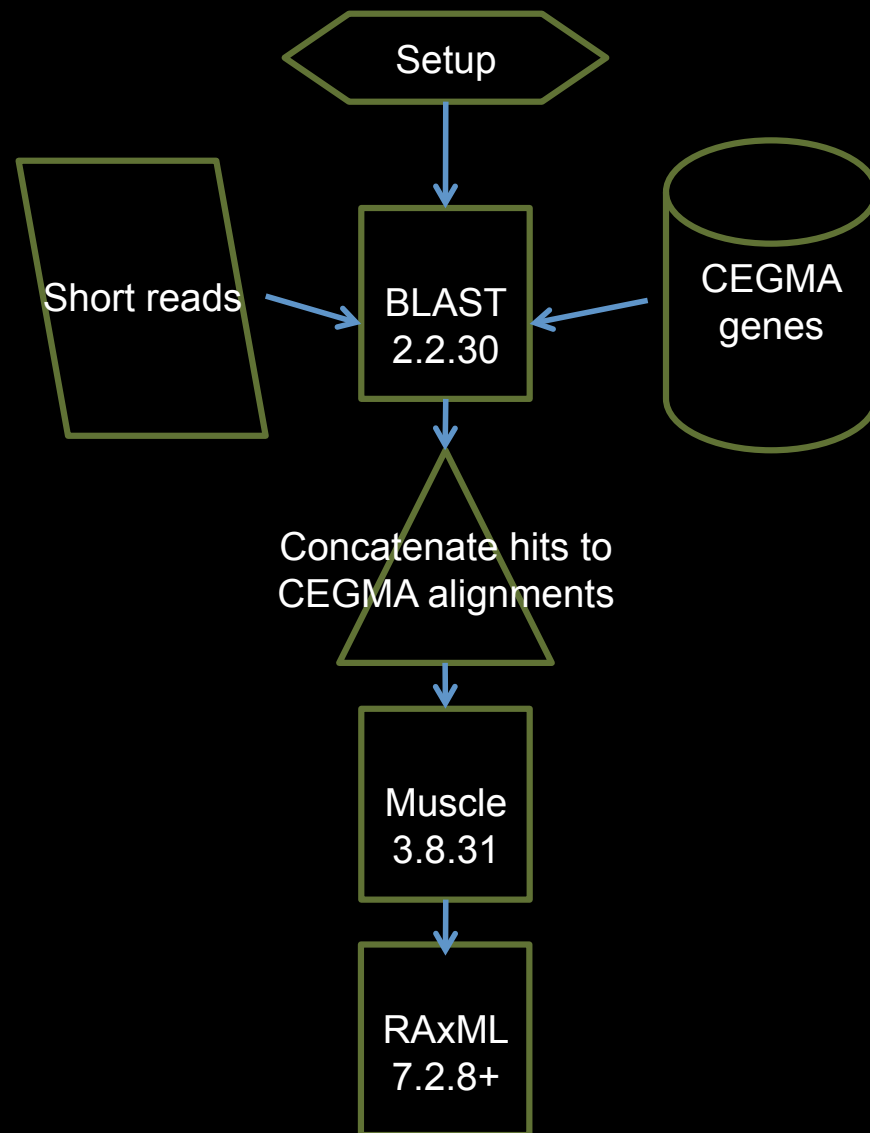 Setup
Short reads
BLAST
2.2.30
CEGMA
genes
Concatenate hits to
CEGMA alignments
Muscle
3.8.31
RAxML
7.2.8+